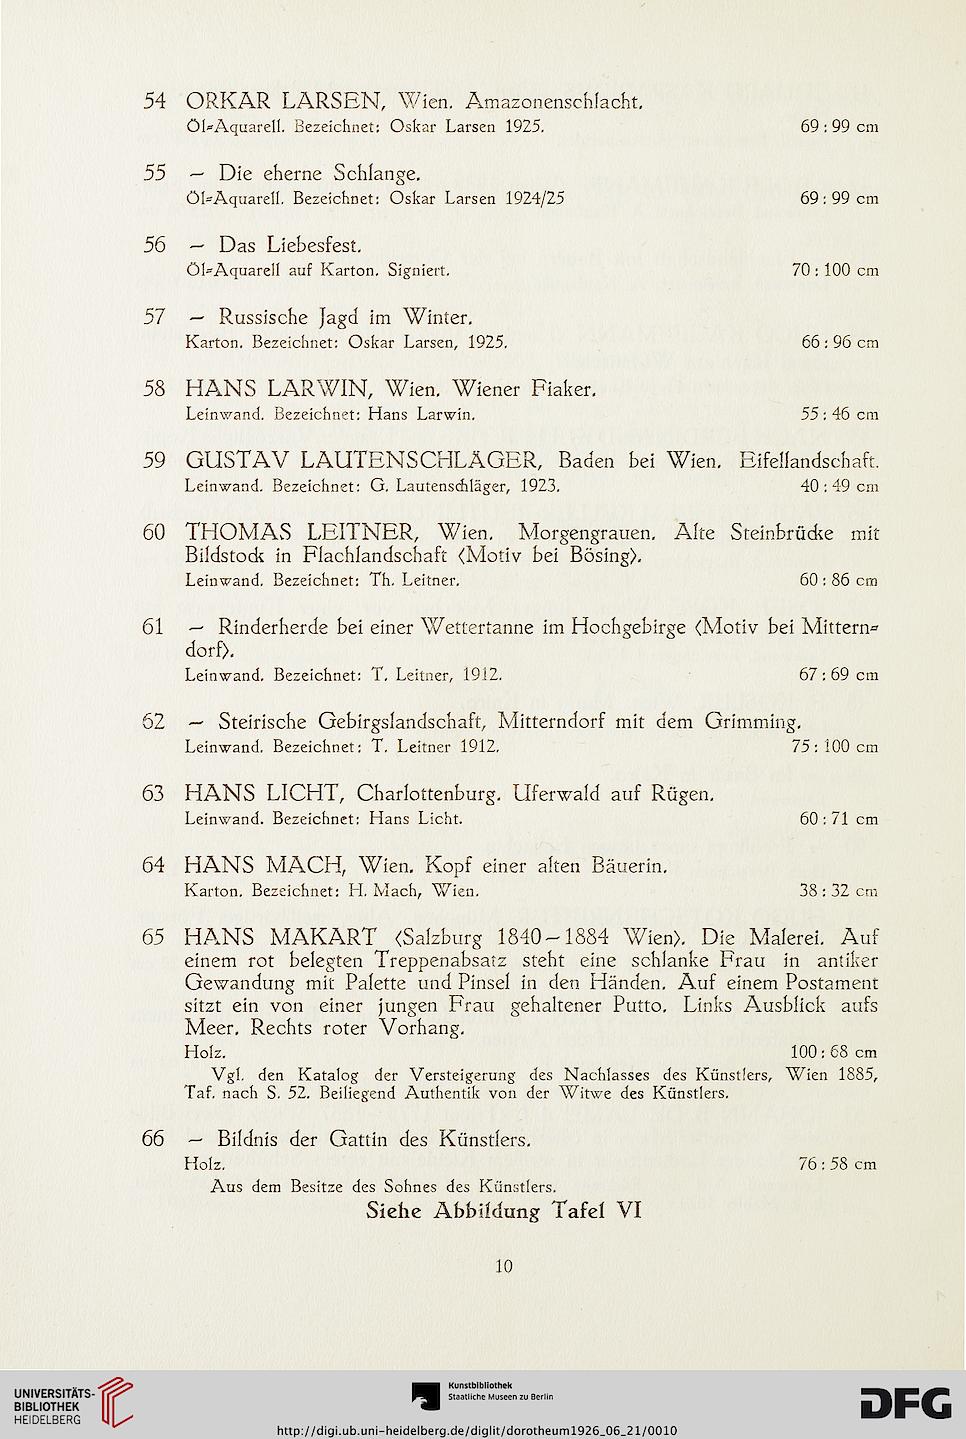 54 ORKAR LARSEN, Wien. Amazonenschlacht.
Öl=Aquarell. Bezeichnet: Oskar Larsen 1925. 69 : 99 cm
55 — Die eherne Schlange.
Öl=Aquarell. Bezeichnet: Oskar Larsen 1924/25 69 : 99 cm
56 — Das Liebesfest.
Öl=Aquarell auf Karton. Signiert. 70 : 100 cm
57 — Russische Jagd im Winter.
Karton. Bezeichnet: Oskar Larsen, 1925. 66 : 96 cm
58 HANS LARWIN, Wien. Wiener Fiaker.
Leinwand. Bezeichnet: Hans Larwin. 55 : 46 cm
59 GUSTAV LAUTENSCHLÄGER, Baden bei Wien. Eifellandschaft.
Leinwand. Bezeichnet: G. Lautenschläger, 1923. 40 : 49 cm
60 THOMAS LEITNER, Wien. Morgengrauen. Alte Steinbrücke mit
Bildstock in Flachlandschaft <Motiv bei Bösing>.
Leinwand. Bezeichnet: Th. Leitner. 60 : 86 cm
61 — Rinderherde bei einer Wettertanne im Hochgebirge <Motiv bei Mittern=
dorf>.
Leinwand. Bezeichnet: T. Leitner, 1912. 67 : 69 cm
62 — Steirische Gebirgslandschaft, Mitterndorf mit dem Grimming.
Leinwand. Bezeichnet: T. Leitner 1912. 75 : 100 cm
63 HANS LICHT, Charlottenburg. Uferwald auf Rügen.
Leinwand. Bezeichnet: Hans Licht. 60 : 71 cm
64 HANS MACH, Wien. Kopf einer alten Bäuerin.
Karton. Bezeichnet: H. Mach, Wien. 38 : 32 cm
65 HANS MAKART <Salzburg 1840—1884 Wien>. Die Malerei. Auf
einem rot belegten Treppenabsatz steht eine schlanke Frau in antiker
Gewandung mit Palette und Pinsel in den Händen. Auf einem Postament
sitzt ein von einer jungen Frau gehaltener Putto. Links Ausblick aufs
Meer. Rechts roter Vorhang.
Holz. 100 : 68 cm
Vgl. den Katalog der Versteigerung des Nachlasses des Künstlers, Wien 1885,
Taf. nach S. 52. Beiliegend Authentik von der Witwe des Künstlers.
66 — Bildnis der Gattin des Künstlers.
Holz. 76 : 58 cm
Aus dem Besitze des Sohnes des Künstlers.
Siehe Abbildung Tafel VI
10
UNIVERSITÄTS-
BIBLIOTHEK
HEIDELBERG
Kunstbibliothek
Staatliche Museen zu Berlin
DFG
http://digi.ub.uni-heidelberg.de/diglit/dorotheum1926_06_21/0010